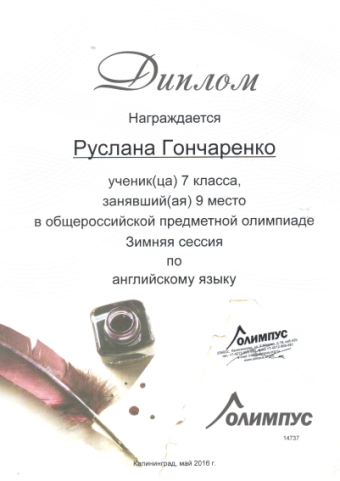 Диплом
Награждается
Руслана Гончаренко
ученик(ца) 7 класса,
занявший(ая) 9 место
в общероссийской предметной олимпиаде
Зимняя сессия
по
английскому языку
ОЛИМПУС
ОЛИМПУС
14737
Калининград, май 2016 г.